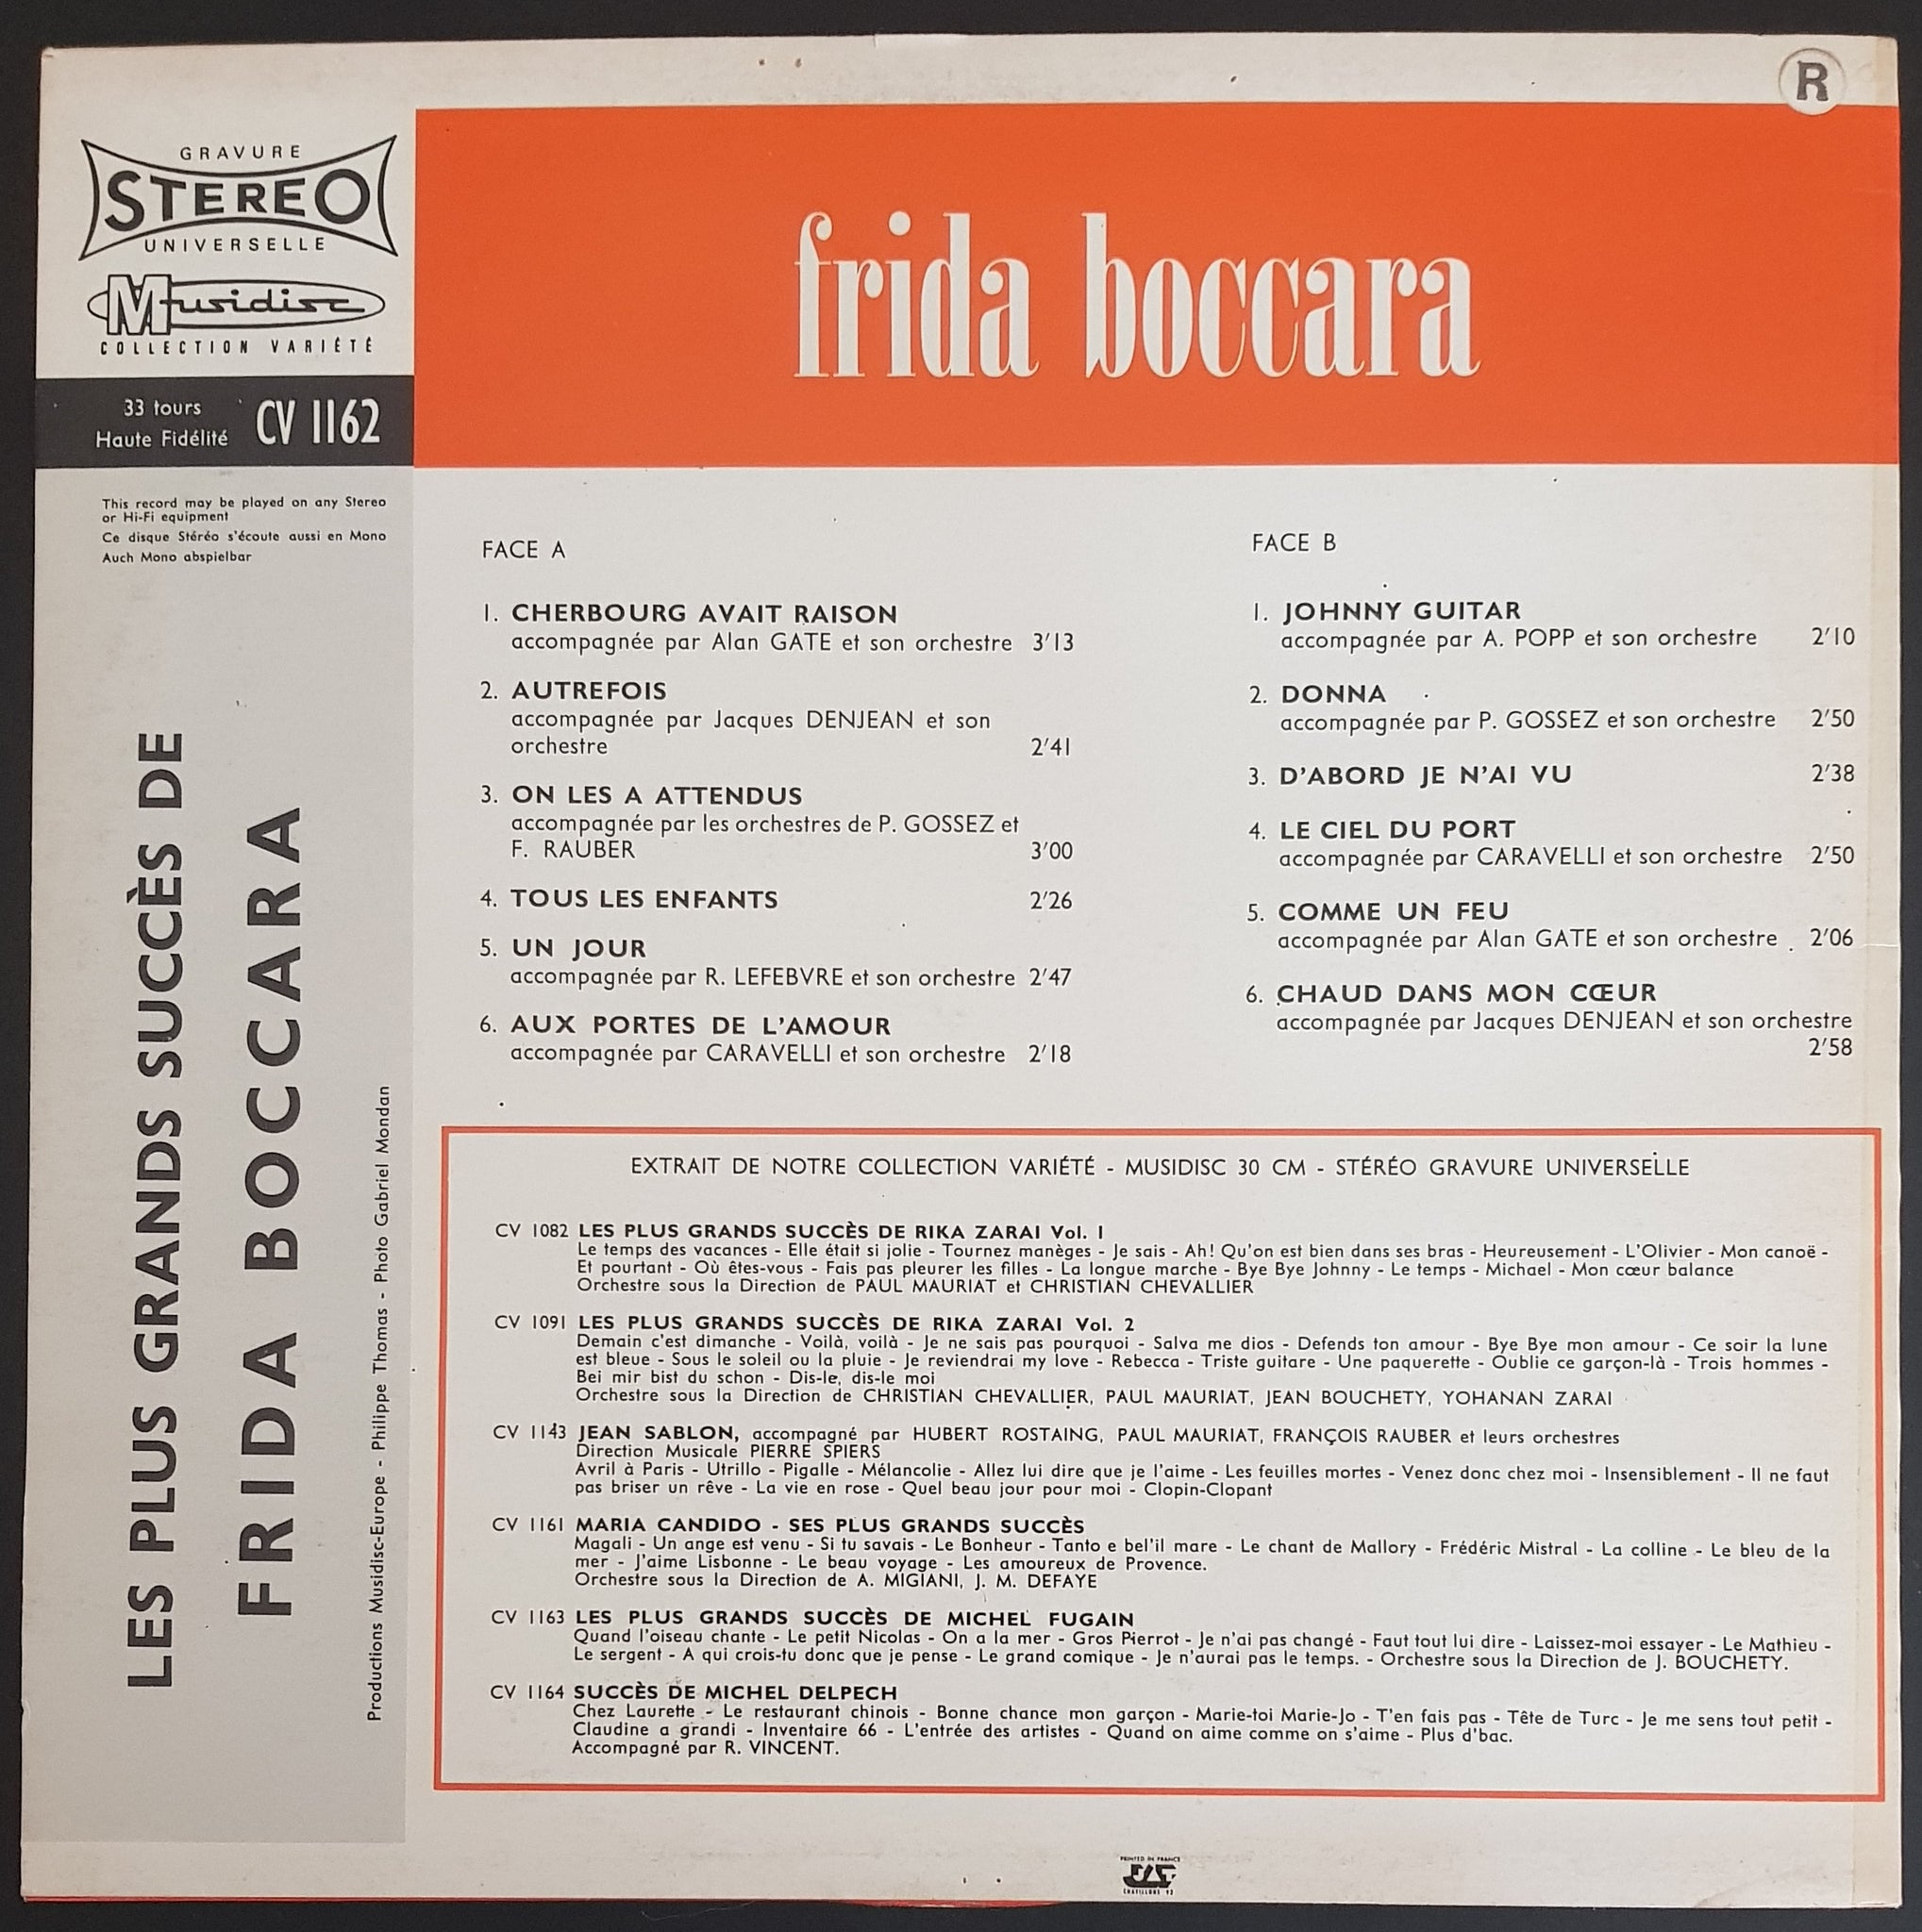 R
GRAVURE
STEREO
UNIVERSELLE
Musidisc
COLLECTION VARIÉTÉ
33 tours
Haute Fidélité
CV 1162
This record may be played on any Stereo
or Hi-Fi equipment
Ce disque Stéréo s'écoute aussi en Mono
Auch Mono abspielbar
LES PLUS GRANDS SUCCÈS DE
FRIDA BOCCARA
Productions Musidisc-Europe - Philippe Thomas - Photo Gabriel Mondan
frida boccara
FACE A
1. CHERBOURG AVAIT RAISON
accompagnée par Alan GATE et son orchestre 3'13
2. AUTREFOIS
accompagnée par Jacques DENJEAN et son
orchestre 2'41
3. ON LES A ATTENDUS
accompagnée par les orchestres de P. GOSSEZ et
F. RAUBER 3'00
4. TOUS LES ENFANTS 2'26
5. UN JOUR
accompagnée par R. LEFEBVRE et son orchestre 2'47
6. AUX PORTES DE L'AMOUR
accompagnée par CARAVELLI et son orchestre 2'18
FACE B
1. JOHNNY GUITAR
accompagnée par A. POPP et son orchestre 2'10
2. DONNA
accompagnée par P. GOSSEZ et son orchestre 2'50
3. D'ABORD JE N'AI VU 2'38
4. LE CIEL DU PORT
accompagnée par CARAVELLI et son orchestre 2'50
5. COMME UN FEU
accompagnée par Alan GATE et son orchestre 2'06
6. CHAUD DANS MON CŒUR
accompagnée par Jacques DENJEAN et son orchestre
2'58
EXTRAIT DE NOTRE COLLECTION VARIÉTÉ - MUSIDISC 30 CM - STÉRÉO GRAVURE UNIVERSELLE
CV 1082 LES PLUS GRANDS SUCCÈS DE RIKA ZARAI Vol. 1
Le temps des vacances - Elle était si jolie - Tournez manèges - Je sais - Ah! Qu'on est bien dans ses bras - Heureusement - L'Olivier - Mon canoë -
Et pourtant - Où êtes-vous - Fais pas pleurer les filles - La longue marche - Bye Bye Johnny - Le temps - Michael - Mon cœur balance
Orchestre sous la Direction de PAUL MAURIAT et CHRISTIAN CHEVALLIER
CV 1091 LES PLUS GRANDS SUCCÈS DE RIKA ZARAI Vol. 2
Demain c'est dimanche - Voilà, voilà - Je ne sais pas pourquoi - Salva me dios - Defends ton amour - Bye Bye mon amour - Ce soir la lune
est bleue - Sous le soleil ou la pluie - Je reviendrai my love - Rebecca - Triste guitare - Une paquerette - Oublie ce garçon-là - Trois hommes -
Bei mir bist du schon - Dis-le, dis-le moi
Orchestre sous la Direction de CHRISTIAN CHEVALLIER, PAUL MAURIAT, JEAN BOUCHETY, YOHANAN ZARAI
CV 1143 JEAN SABLON, accompagné par HUBERT ROSTAING, PAUL MAURIAT, FRANÇOIS RAUBER et leurs orchestres
Direction Musicale PIERRE SPIERS
Avril à Paris - Utrillo - Pigalle - Mélancolie - Allez lui dire que je l'aime - Les feuilles mortes - Venez donc chez moi - Insensiblement - Il ne faut
pas briser un rêve - La vie en rose - Quel beau jour pour moi - Clopin-Clopant
CV 1161 MARIA CANDIDO - SES PLUS GRANDS SUCCÈS
Magali - Un ange est venu - Si tu savais - Le Bonheur - Tanto e bel'il mare - Le chant de Mallory - Frédéric Mistral - La colline - Le bleu de la
mer - J'aime Lisbonne - Le beau voyage - Les amoureux de Provence.
Orchestre sous la Direction de A. MIGIANI, J. M. DEFAYE
CV 1163 LES PLUS GRANDS SUCCÈS DE MICHEL FUGAIN
Quand l'oiseau chante - Le petit Nicolas - On a la mer - Gros Pierrot - Je n'ai pas changé - Faut tout lui dire - Laissez-moi essayer - Le Mathieu -
Le sergent - A qui crois-tu donc que je pense - Le grand comique - Je n'aurai pas le temps. - Orchestre sous la Direction de J. BOUCHETY.
CV 1164 SUCCÈS DE MICHEL DELPECH
Chez Laurette - Le restaurant chinois - Bonne chance mon garçon - Marie-toi Marie-Jo - T'en fais pas - Tête de Turc - Je me sens tout petit -
Claudine a grandi - Inventaire 66 - L'entrée des artistes - Quand on aime comme on s'aime - Plus d'bac.
Accompagné par R. VINCENT.
PRINTED IN FRANCE